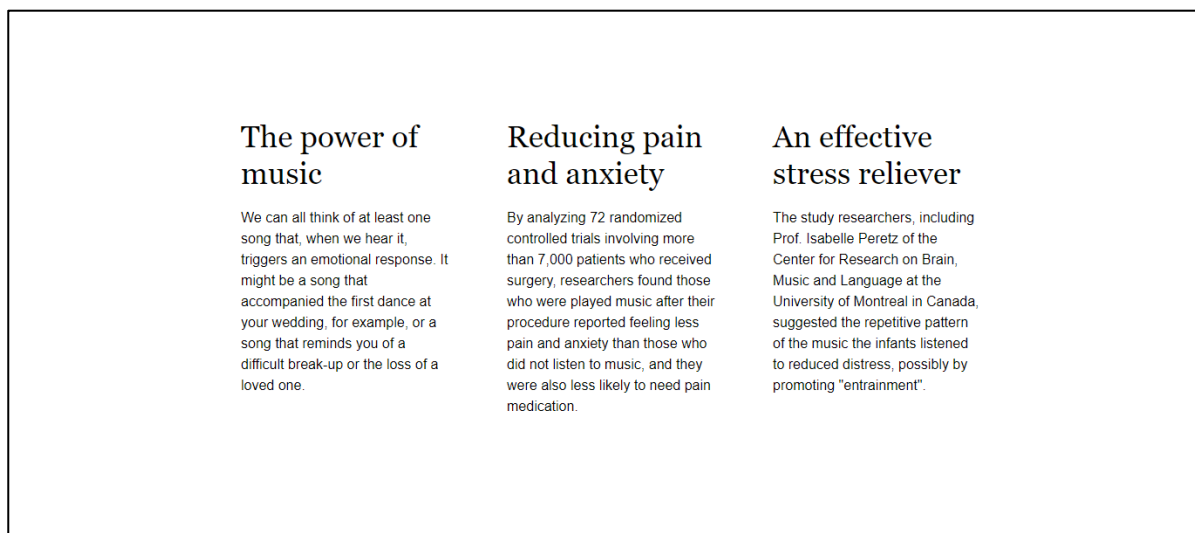 The power of
music
We can all think of at least one
song that, when we hear it,
triggers an emotional response. It
might be a song that
accompanied the first dance at
your wedding, for example, or a
song that reminds you of a
difficult break-up or the loss of a
loved one.
Reducing pain
and anxiety
By analyzing 72 randomized
controlled trials involving more
than 7,000 patients who received
surgery, researchers found those
who were played music after their
procedure reported feeling less
pain and anxiety than those who
did not listen to music, and they
were also less likely to need pain
medication.
An effective
stress reliever
The study researchers, including
Prof. Isabelle Peretz of the
Center for Research on Brain,
Music and Language at the
University of Montreal in Canada,
suggested the repetitive pattern
of the music the infants listened
to reduced distress, possibly by
promoting "entrainment".